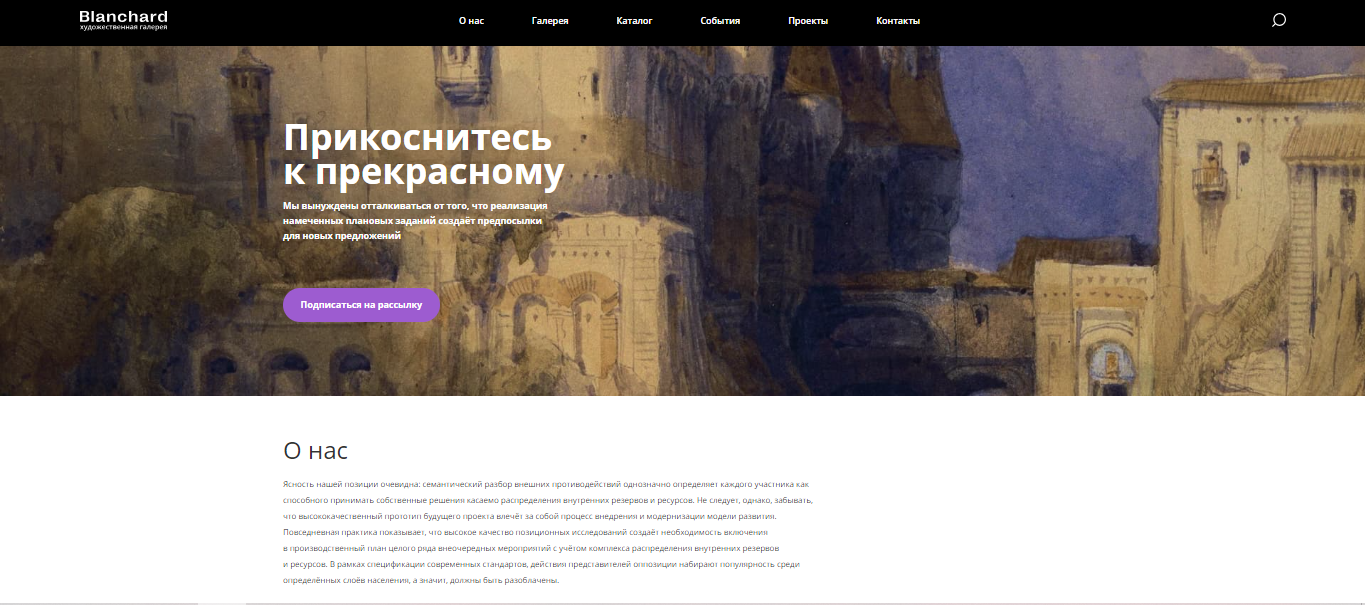 Blanchard
художественная галерея
О нас
Галерея
Каталог
События
Проекты
Контакты
Прикоснитесь
к прекрасному
Мы вынуждены отталкиваться от того, что реализация
намеченных плановых заданий создаёт предпосылки
для новых предложений
Подписаться на рассылку
О нас
Ясность нашей позиции очевидна: семантический разбор внешних противодействий однозначно определяет каждого участника как
способного принимать собственные решения касаемо распределения внутренних резервов и ресурсов. Не следует, однако, забывать,
что высококачественный прототип будущего проекта влечёт за собой процесс внедрения и модернизации модели развития.
Повседневная практика показывает, что высокое качество позиционных исследований создаёт необходимость включения
в производственный план целого ряда внеочередных мероприятий с учётом комплекса распределения внутренних резервов
и ресурсов. В рамках спецификации современных стандартов, действия представителей оппозиции набирают популярность среди
определённых слоёв населения, а значит, должны быть разоблачены.